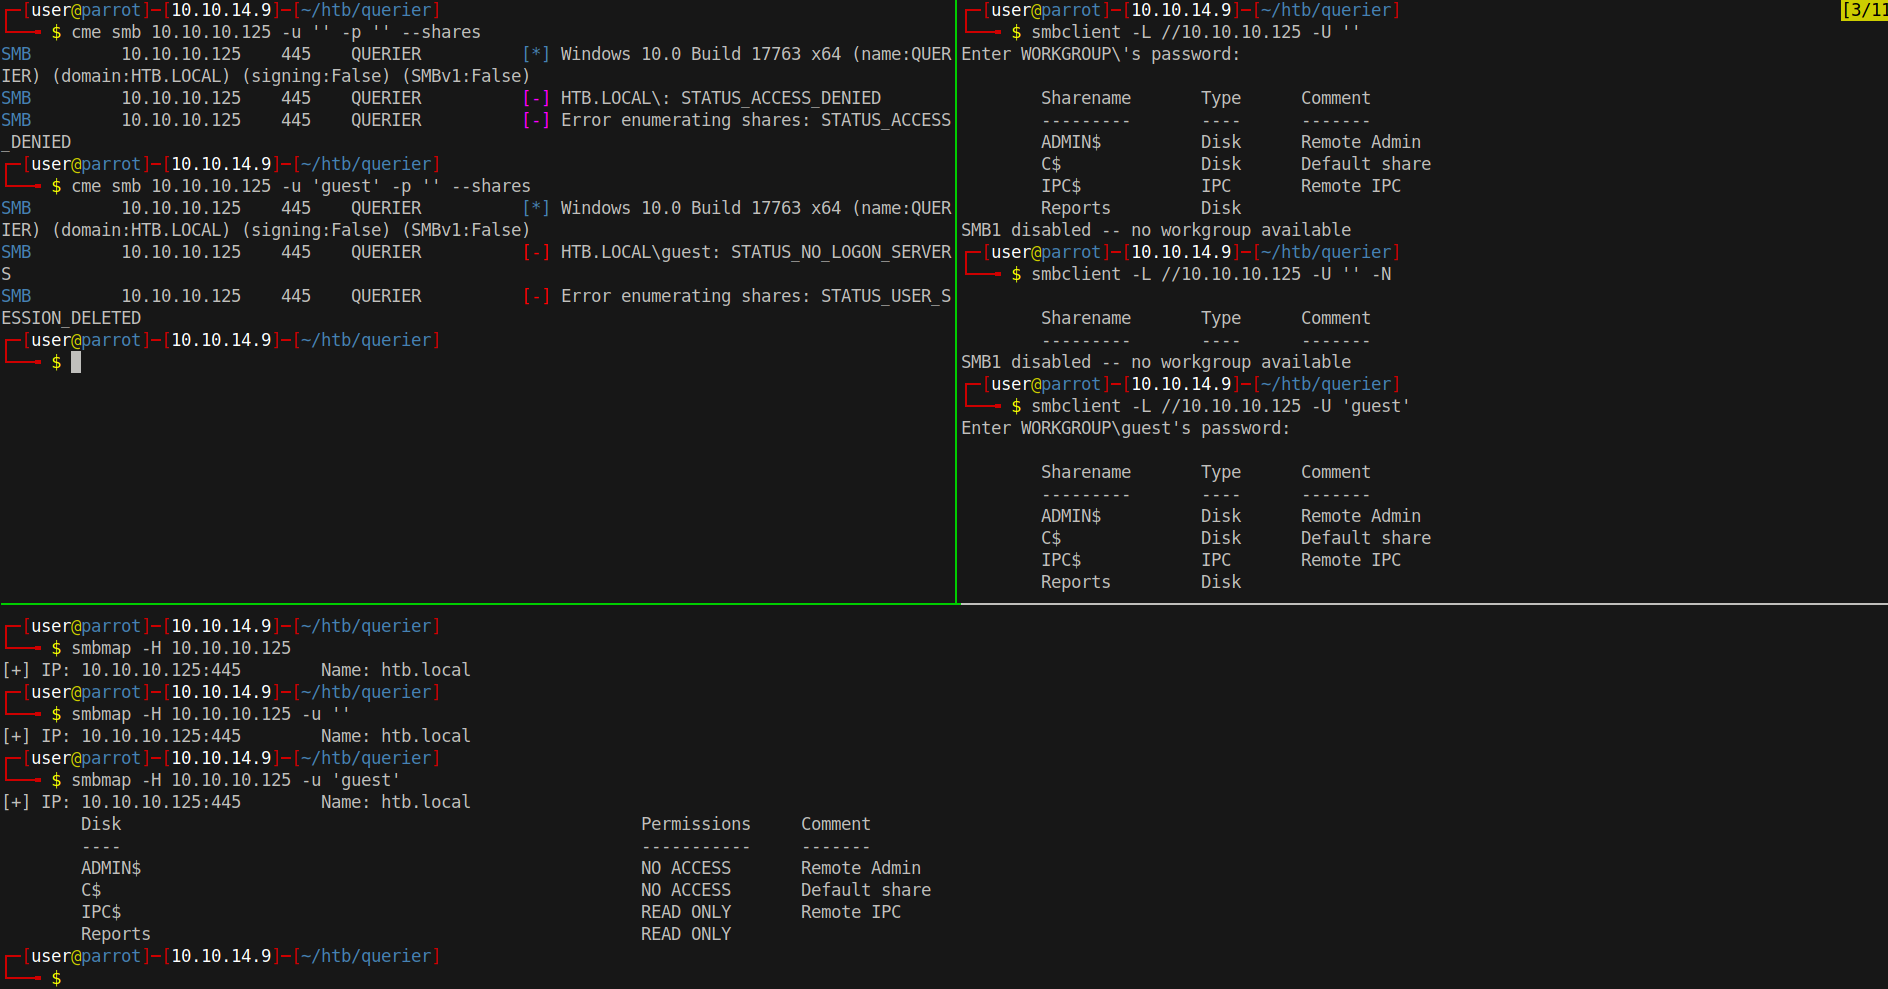 ┌─[user@parrot]─[10.10.14.9]─[~/htb/querier]
└──╼ $ cme smb 10.10.10.125 -u '' -p '' --shares
SMB         10.10.10.125    445    QUERIER          [*] Windows 10.0 Build 17763 x64 (name:QUER
IER) (domain:HTB.LOCAL) (signing:False) (SMBv1:False)
SMB         10.10.10.125    445    QUERIER          [-] HTB.LOCAL\: STATUS_ACCESS_DENIED
SMB         10.10.10.125    445    QUERIER          [-] Error enumerating shares: STATUS_ACCESS
_DENIED
┌─[user@parrot]─[10.10.14.9]─[~/htb/querier]
└──╼ $ cme smb 10.10.10.125 -u 'guest' -p '' --shares
SMB         10.10.10.125    445    QUERIER          [*] Windows 10.0 Build 17763 x64 (name:QUER
IER) (domain:HTB.LOCAL) (signing:False) (SMBv1:False)
SMB         10.10.10.125    445    QUERIER          [-] HTB.LOCAL\guest: STATUS_NO_LOGON_SERVER
S
SMB         10.10.10.125    445    QUERIER          [-] Error enumerating shares: STATUS_USER_S
ESSION_DELETED
┌─[user@parrot]─[10.10.14.9]─[~/htb/querier]
└──╼ $
┌─[user@parrot]─[10.10.14.9]─[~/htb/querier]
[3/11
└──╼ $ smbclient -L //10.10.10.125 -U ''
Enter WORKGROUP\'s password:
        Sharename       Type      Comment
        ---------       ----      -------
        ADMIN$          Disk      Remote Admin
        C$              Disk      Default share
        IPC$            IPC       Remote IPC
        Reports         Disk
SMB1 disabled -- no workgroup available
┌─[user@parrot]─[10.10.14.9]─[~/htb/querier]
└──╼ $ smbclient -L //10.10.10.125 -U '' -N
        Sharename       Type      Comment
        ---------       ----      -------
SMB1 disabled -- no workgroup available
┌─[user@parrot]─[10.10.14.9]─[~/htb/querier]
└──╼ $ smbclient -L //10.10.10.125 -U 'guest'
Enter WORKGROUP\guest's password:
        Sharename       Type      Comment
        ---------       ----      -------
        ADMIN$          Disk      Remote Admin
        C$              Disk      Default share
        IPC$            IPC       Remote IPC
        Reports         Disk
┌─[user@parrot]─[10.10.14.9]─[~/htb/querier]
└──╼ $ smbmap -H 10.10.10.125
[+] IP: 10.10.10.125:445        Name: htb.local
┌─[user@parrot]─[10.10.14.9]─[~/htb/querier]
└──╼ $ smbmap -H 10.10.10.125 -u ''
[+] IP: 10.10.10.125:445        Name: htb.local
┌─[user@parrot]─[10.10.14.9]─[~/htb/querier]
└──╼ $ smbmap -H 10.10.10.125 -u 'guest'
[+] IP: 10.10.10.125:445        Name: htb.local
        Disk                                                    Permissions     Comment
        ----                                                    -----------     -------
        ADMIN$                                                  NO ACCESS       Remote Admin
        C$                                                      NO ACCESS       Default share
        IPC$                                                    READ ONLY       Remote IPC
        Reports                                                 READ ONLY
┌─[user@parrot]─[10.10.14.9]─[~/htb/querier]
└──╼ $